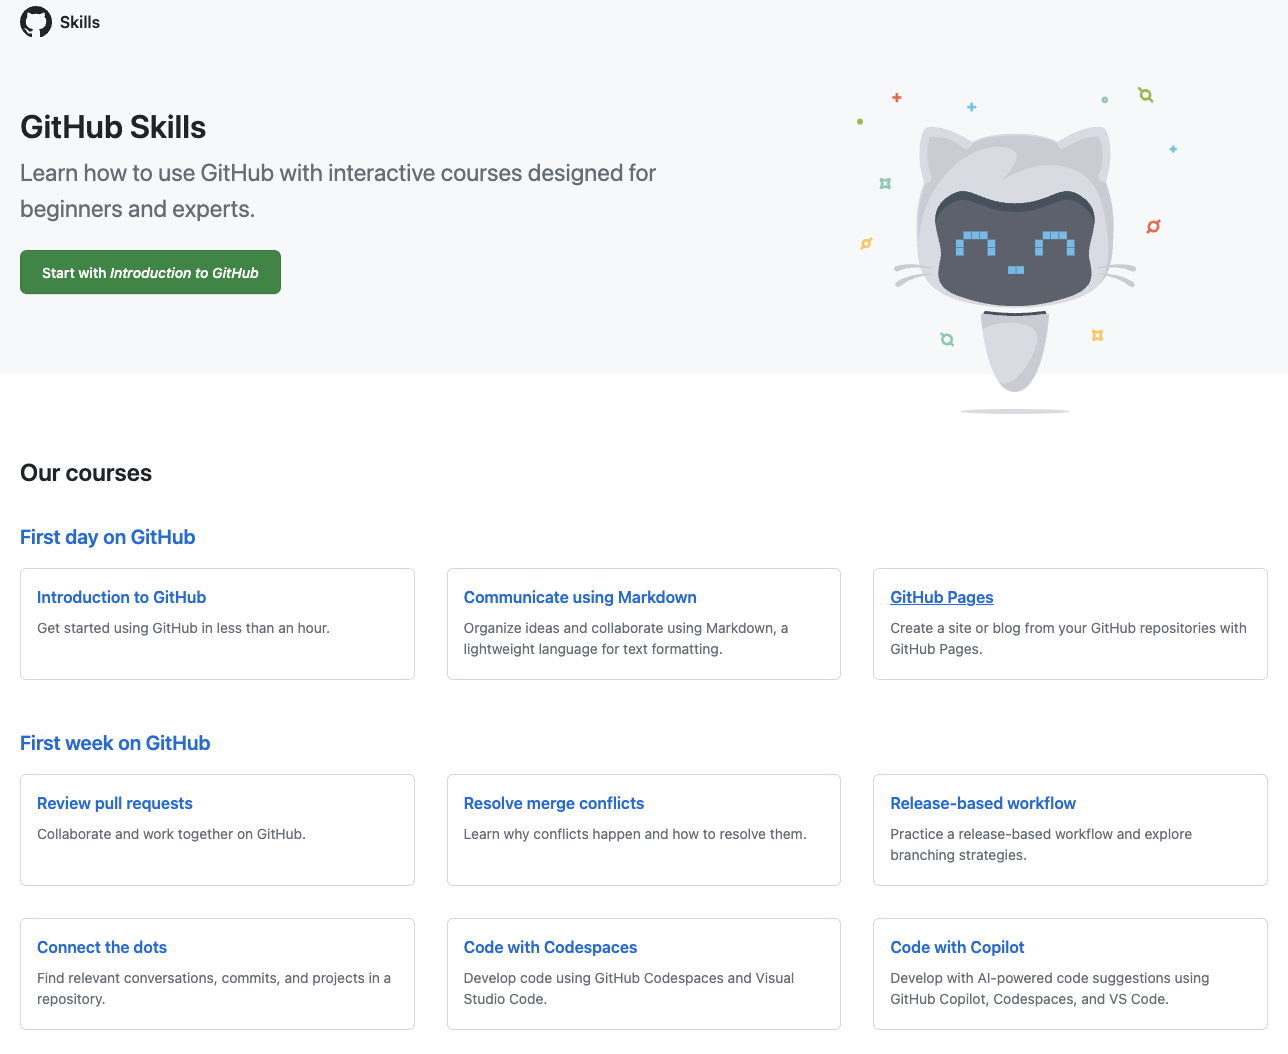 Skills
GitHub Skills
Learn how to use GitHub with interactive courses designed for
beginners and experts.
Start with Introduction to GitHub
Our courses
First day on GitHub
Introduction to GitHub
Get started using GitHub in less than an hour.
Communicate using Markdown
Organize ideas and collaborate using Markdown, a
lightweight language for text formatting.
GitHub Pages
Create a site or blog from your GitHub repositories with
GitHub Pages.
First week on GitHub
Review pull requests
Collaborate and work together on GitHub.
Resolve merge conflicts
Learn why conflicts happen and how to resolve them.
Release-based workflow
Practice a release-based workflow and explore
branching strategies.
Connect the dots
Find relevant conversations, commits, and projects in a
repository.
Code with Codespaces
Develop code using GitHub Codespaces and Visual
Studio Code.
Code with Copilot
Develop with AI-powered code suggestions using
GitHub Copilot, Codespaces, and VS Code.